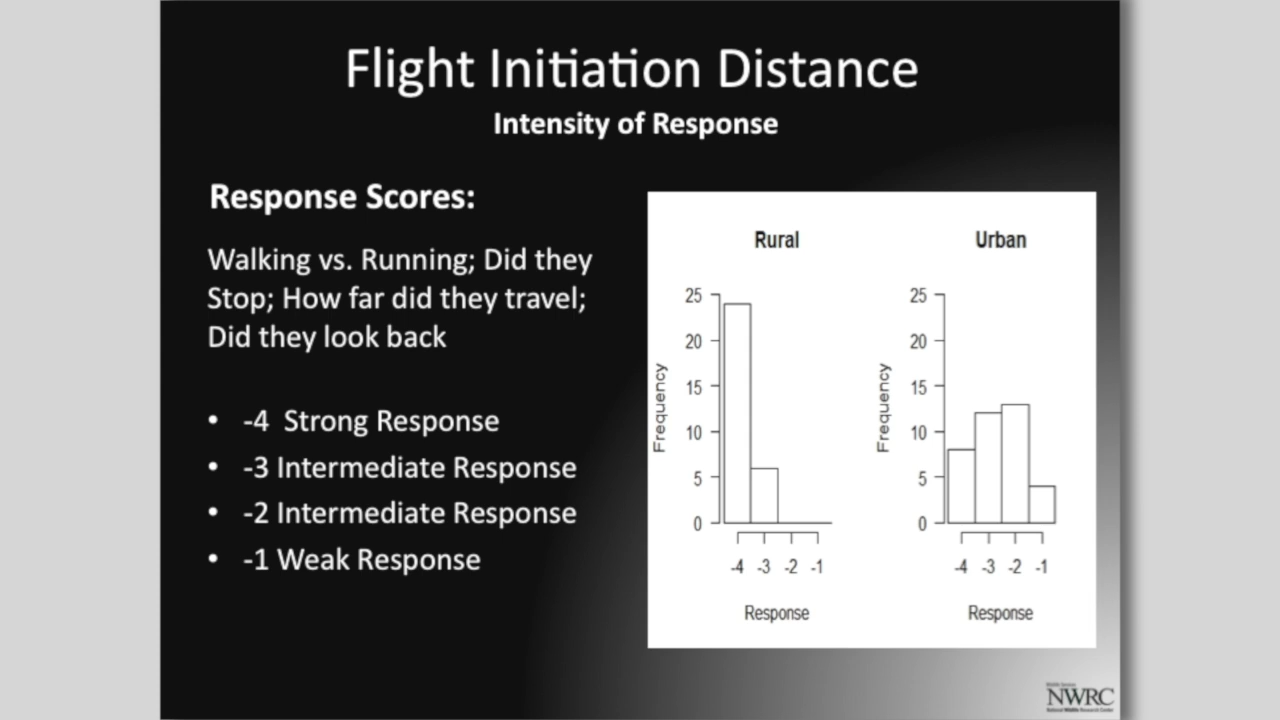 Flight Initiation Distance
Intensity of Response
Response Scores:
Walking vs. Running; Did they
Stop; How far did they travel;
Did they look back
• -4 Strong Response
• -3 Intermediate Response
• -2 Intermediate Response
• -1 Weak Response
Rural
Frequency
25
20
15
10
5
0
-4 -3 -2 -1
Response
Urban
Frequency
25
20
15
10
5
0
-4 -3 -2 -1
Response
NWRC